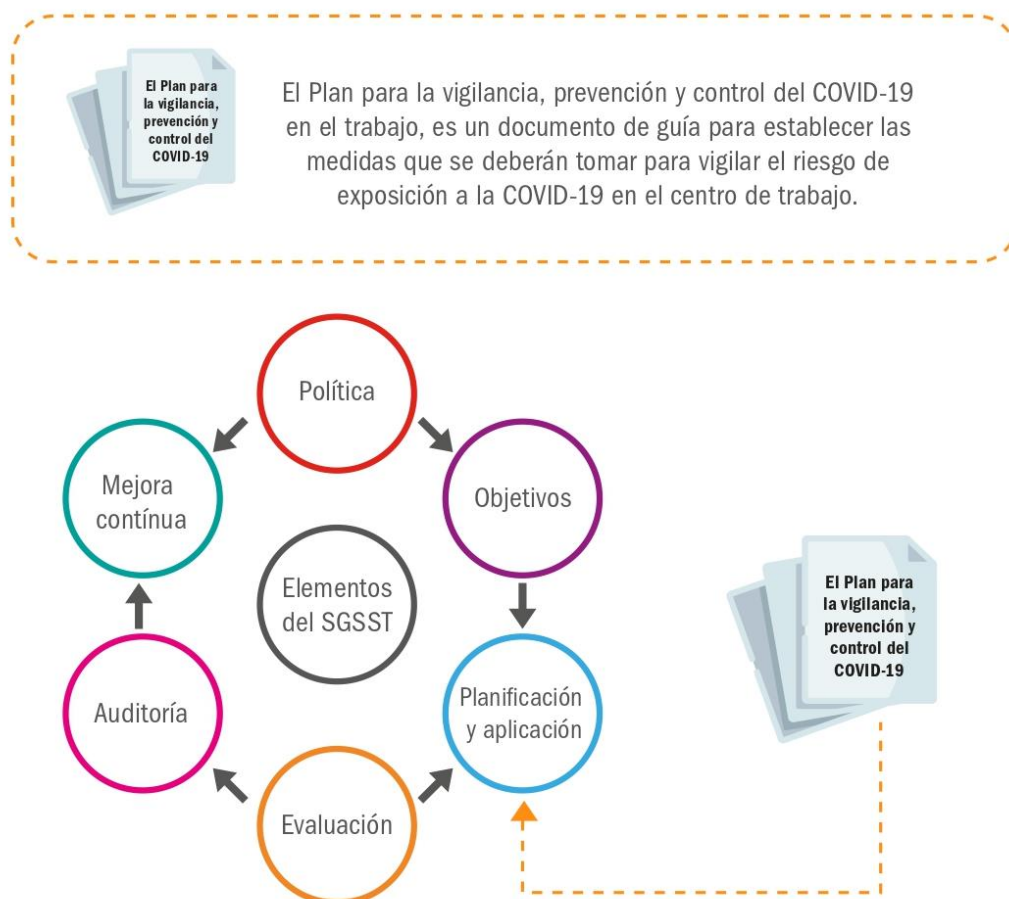 El Plan para
la vigilancia,
prevención y
control del
COVID-19
El Plan para la vigilancia, prevención y control del COVID-19
en el trabajo, es un documento de guía para establecer las
medidas que se deberán tomar para vigilar el riesgo de
exposición a la COVID-19 en el centro de trabajo.
Política
Mejora
contínua
Objetivos
Elementos
del SGSST
Auditoría
Planificación
y aplicación
Evaluación
El Plan para
la vigilancia,
prevención y
control del
COVID-19